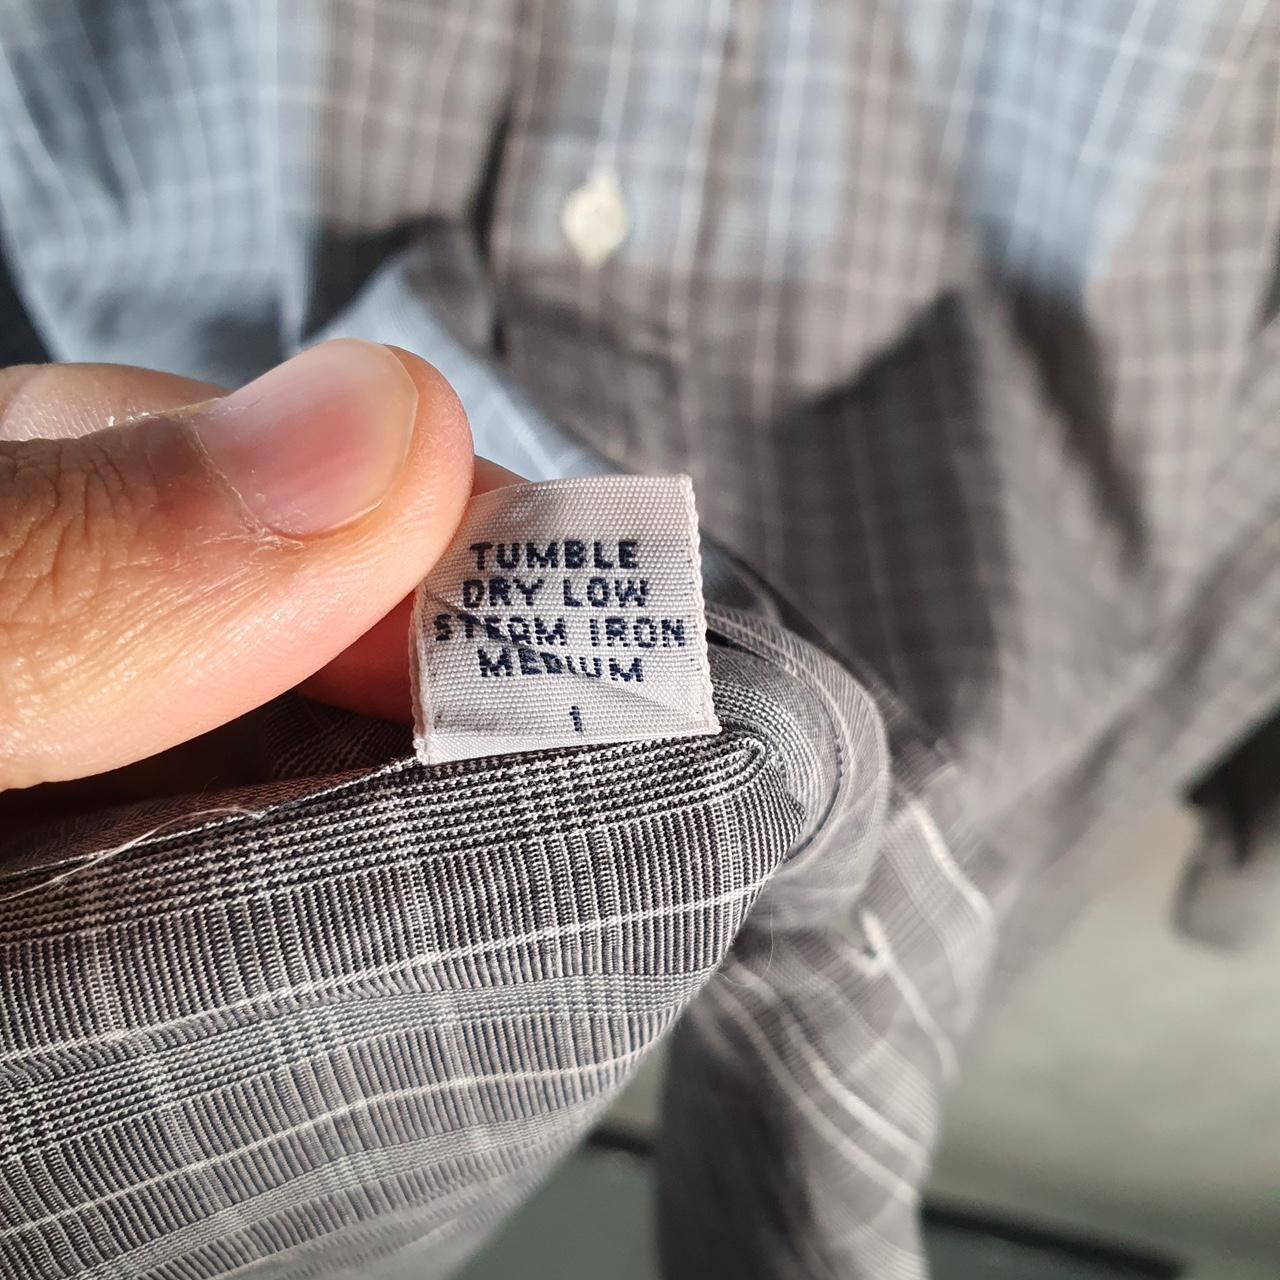 TUMBLE
DRY LOW
STEAM IRON
MEDIUM
1